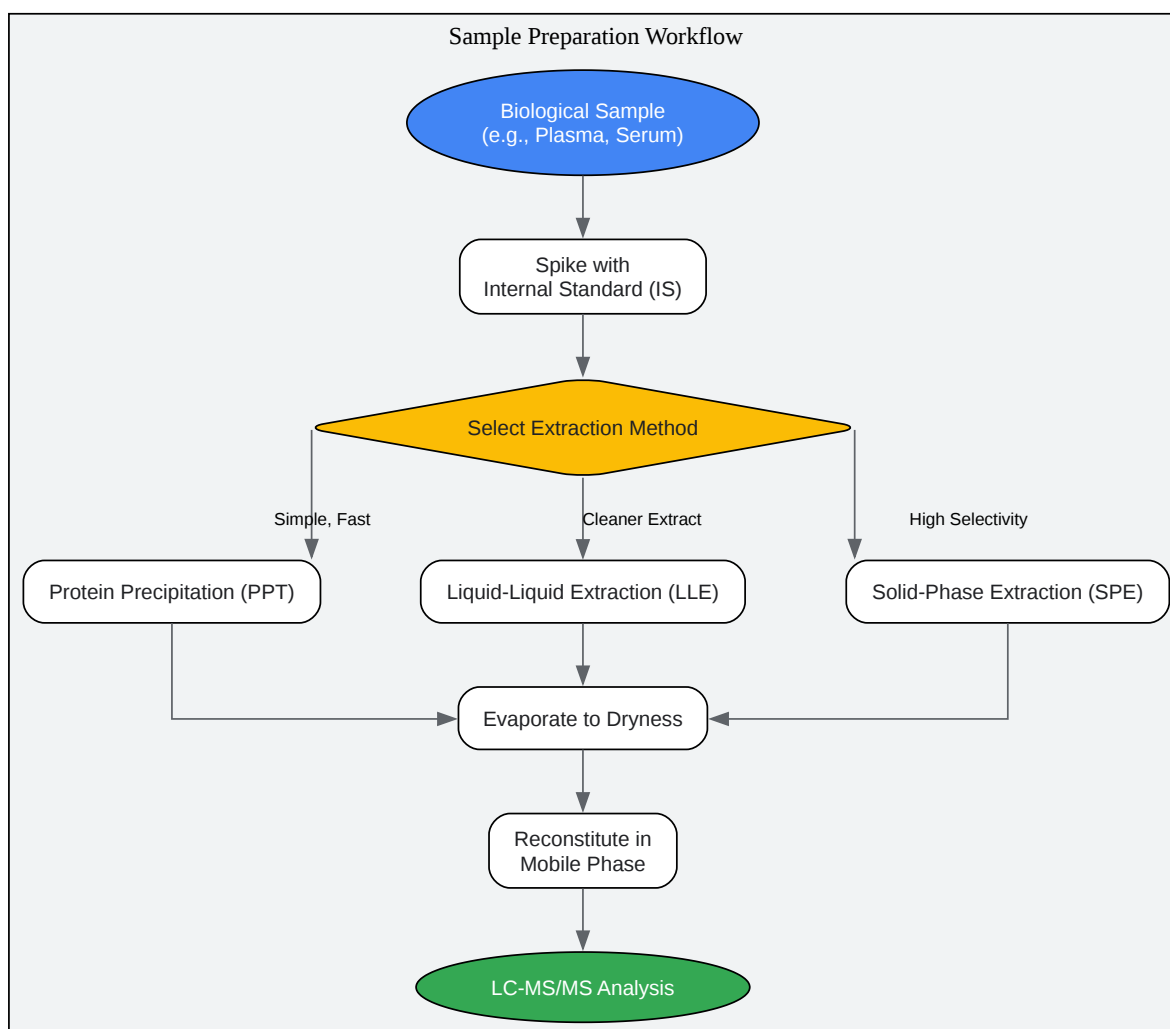 Sample Preparation Workflow
Biological Sample
(e.g., Plasma, Serum)
Spike with
Internal Standard (IS)
Select Extraction Method
Simple, Fast
Cleaner Extract
High Selectivity
Protein Precipitation (PPT)
Liquid-Liquid Extraction (LLE)
Solid-Phase Extraction (SPE)
Evaporate to Dryness
Reconstitute in
Mobile Phase
LC-MS/MS Analysis